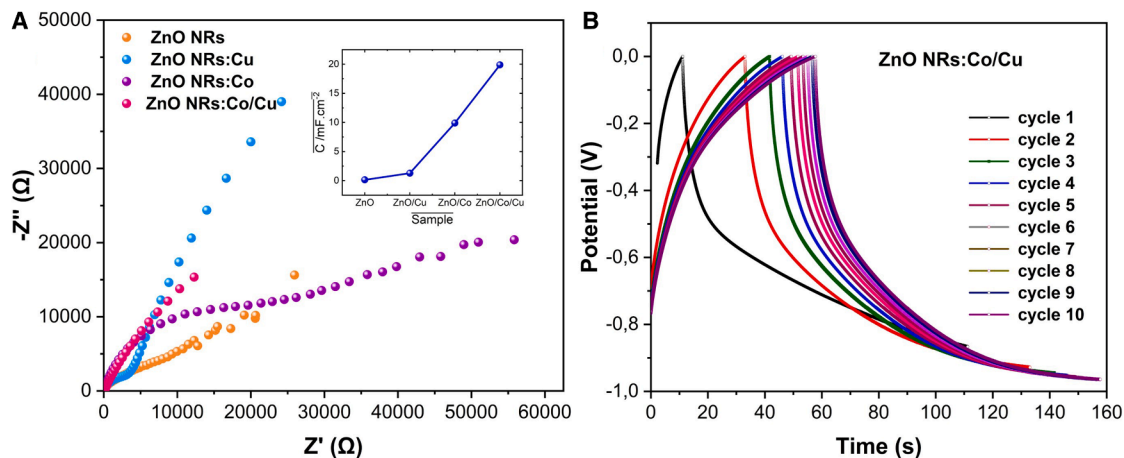 A
50000
40000
30000
20000
10000
0
-Z" (Ω)
0
10000
20000
30000
40000
50000
60000
Z' (Ω)
ZnO NRs
ZnO NRs:Cu
ZnO NRs:Co
ZnO NRs:Co/Cu
20
15
10
5
0
C /mF.cm⁻²
ZnO
ZnO/Cu
ZnO/Co
ZnO/Co/Cu
Sample
B
0,0
-0,2
-0,4
-0,6
-0,8
-1,0
Potential (V)
0
20
40
60
80
100
120
140
160
Time (s)
ZnO NRs:Co/Cu
cycle 1
cycle 2
cycle 3
cycle 4
cycle 5
cycle 6
cycle 7
cycle 8
cycle 9
cycle 10